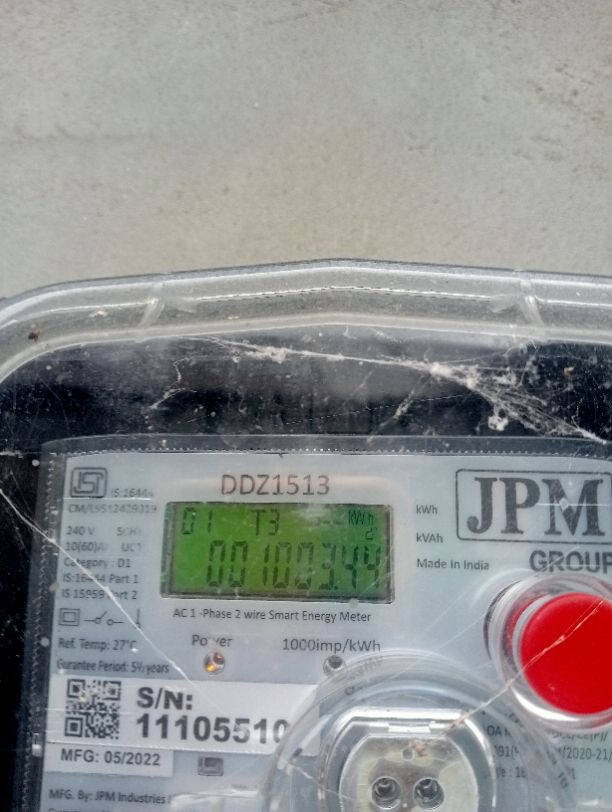 IS 16444
DDZ1513
JPM
GROUP
240 V
01 T3 kWh
00100344
kWh
kVAh
Made in India
Category : D1
IS:16444 Part 1
IS 15959 Part 2
AC 1 -Phase 2 wire Smart Energy Meter
Ref. Temp: 27°C
Power 1000imp/kWh
Gurantee Period: 5½ years
S/N:
11105510
MFG: 05/2022
MFG. By: JPM Industries